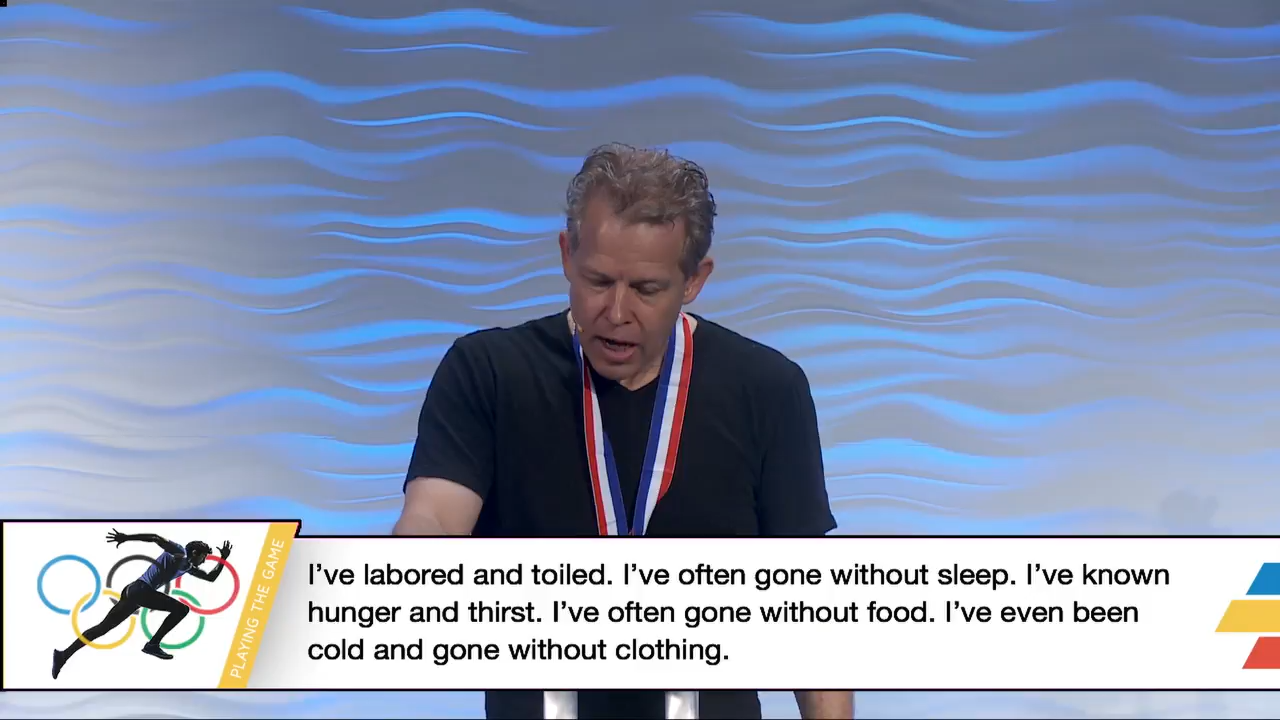 PLAYING THE GAME
I've labored and toiled. I've often gone without sleep. I've known
hunger and thirst. I've often gone without food. I've even been
cold and gone without clothing.